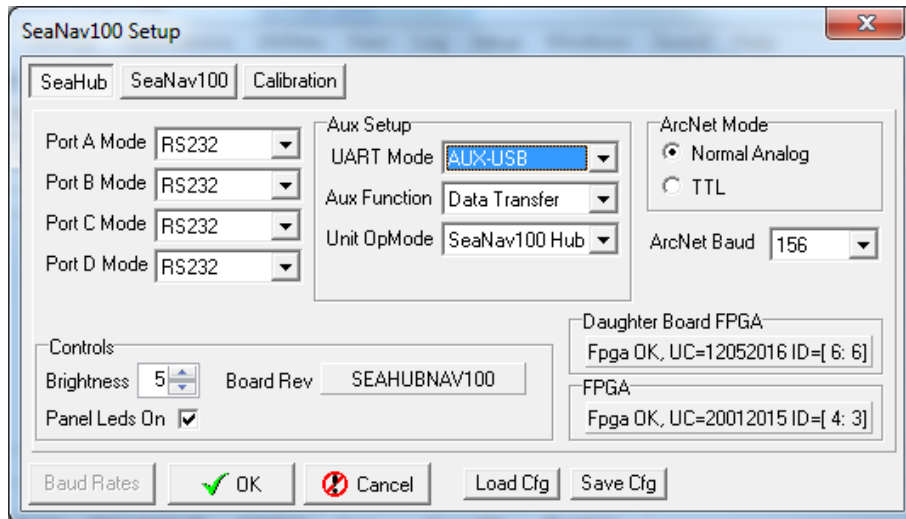 SeaNav100 Setup
SeaHub SeaNav100 Calibration
Port A Mode RS232
Port B Mode RS232
Port C Mode RS232
Port D Mode RS232
Aux Setup
UART Mode AUX-USB
Aux Function Data Transfer
Unit OpMode SeaNav100 Hub
ArcNet Mode
Normal Analog
TTL
ArcNet Baud 156
Controls
Brightness 5 Board Rev SEAHUBNAV100
Panel Leds On
Daughter Board FPGA
Fpga OK, UC=12052016 ID=[ 6: 6]
FPGA
Fpga OK, UC=20012015 ID=[ 4: 3]
Baud Rates OK Cancel Load Cfg Save Cfg